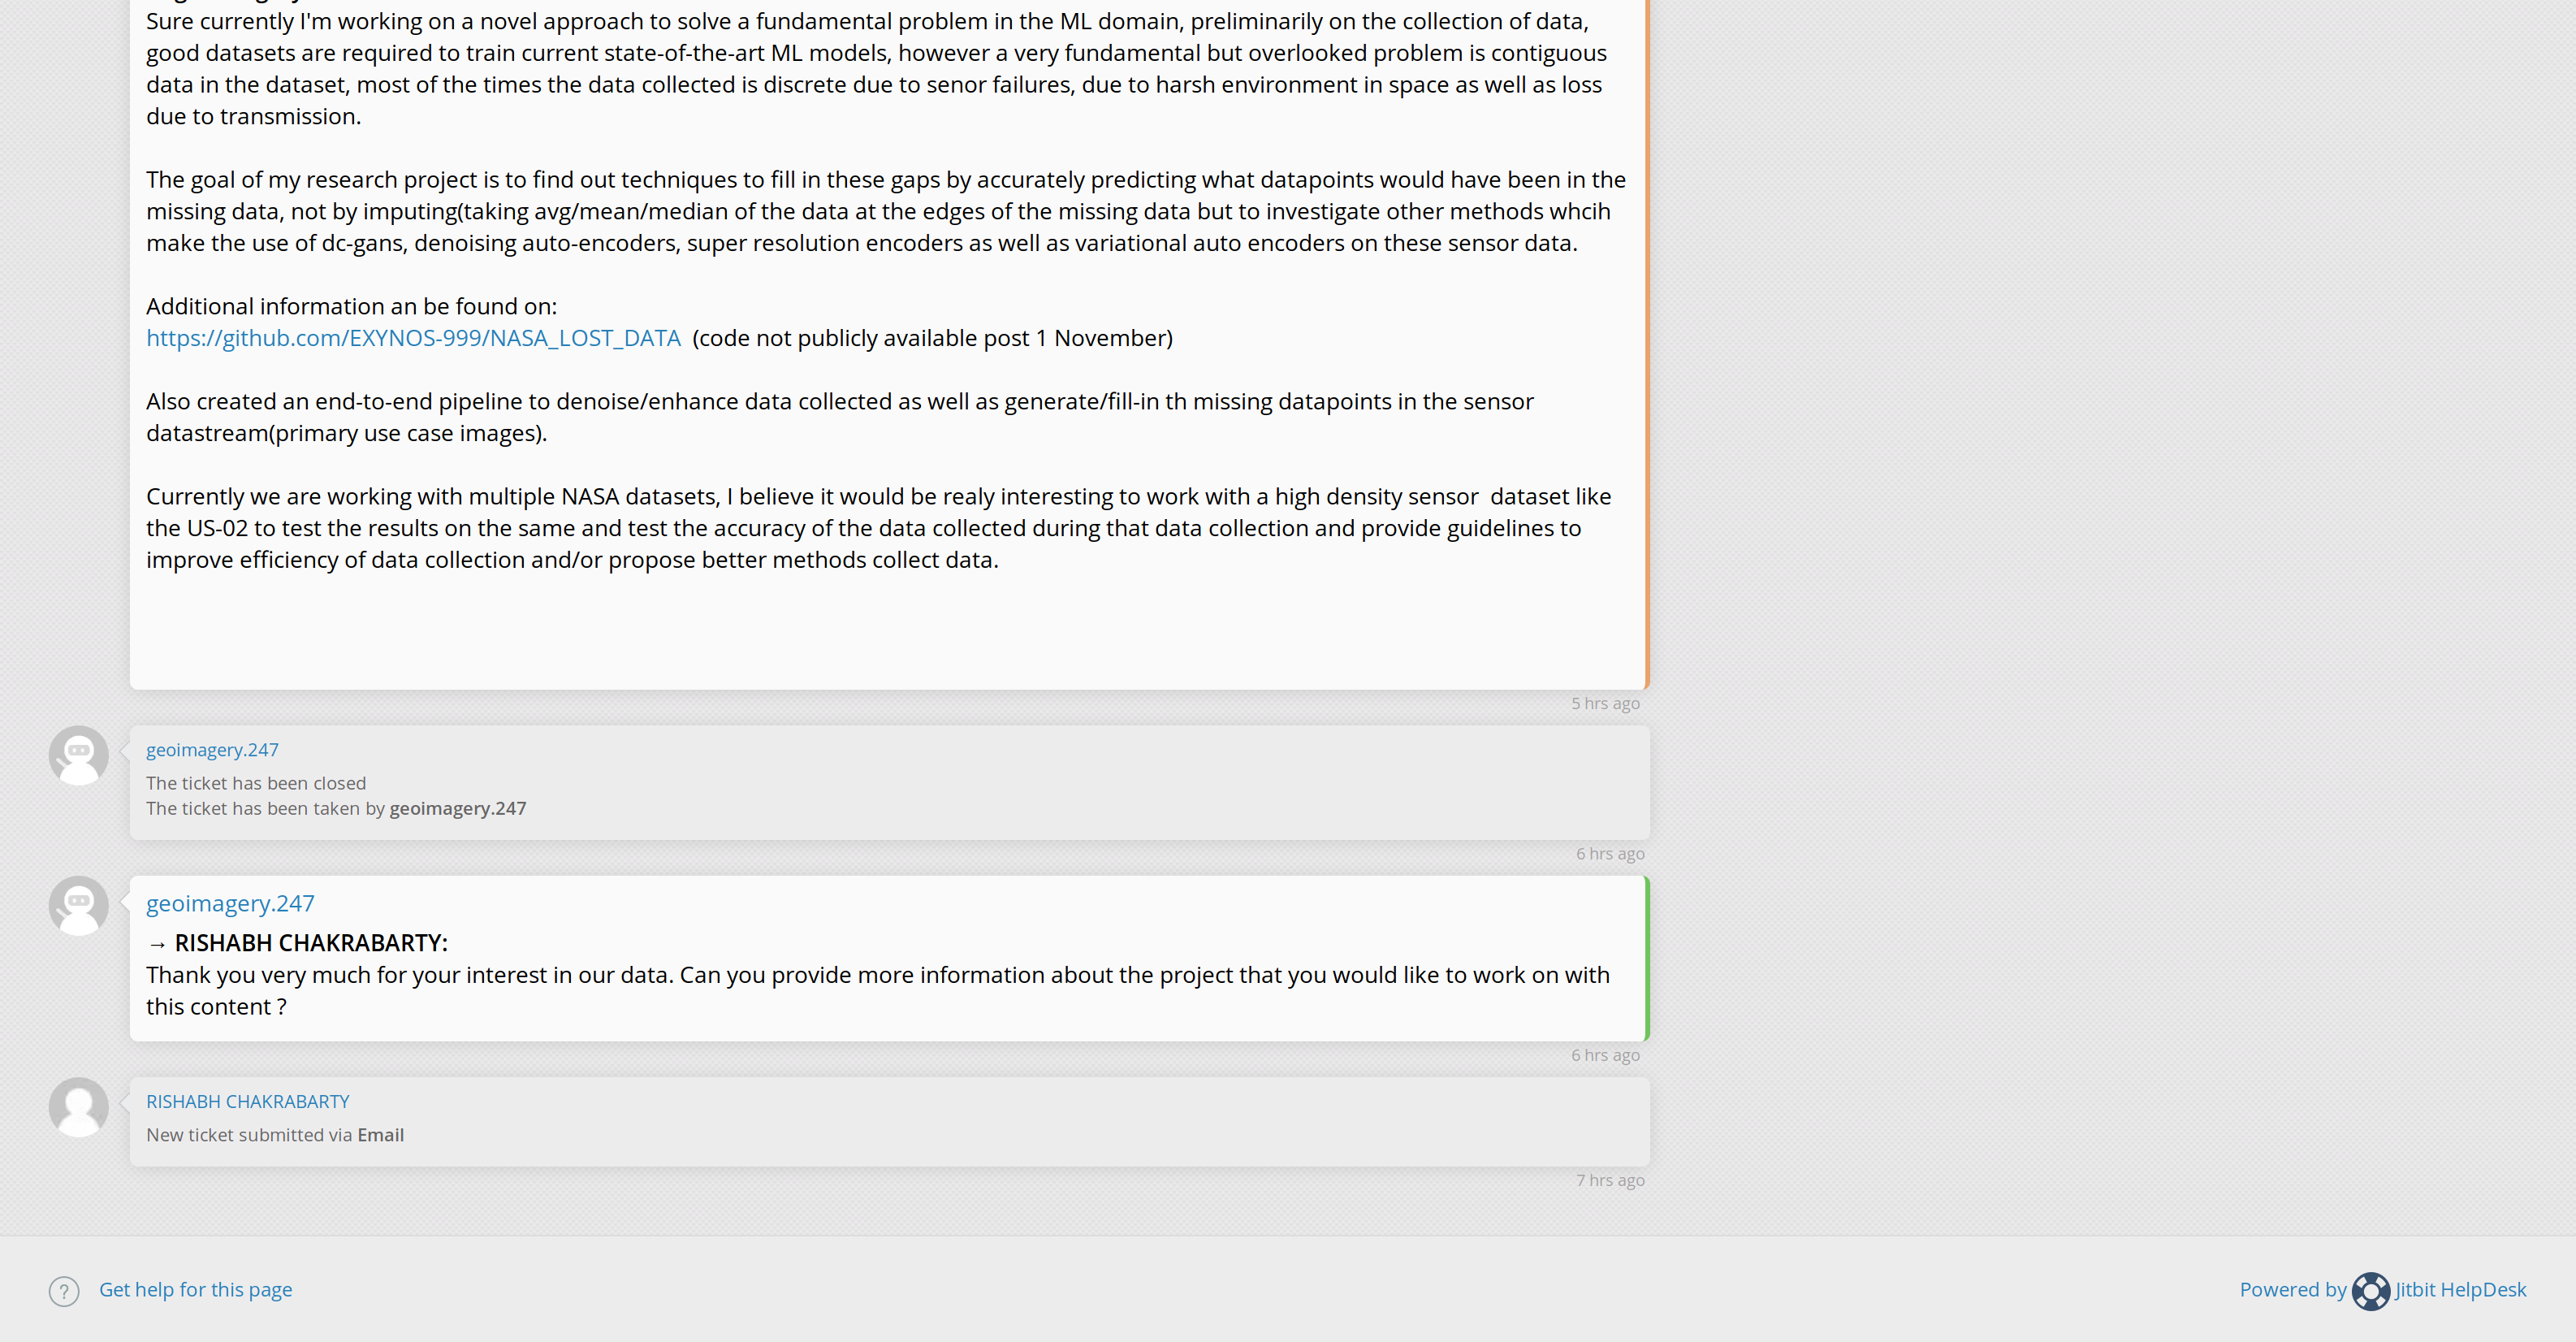 Sure currently I'm working on a novel approach to solve a fundamental problem in the ML domain, preliminarily on the collection of data,
good datasets are required to train current state-of-the-art ML models, however a very fundamental but overlooked problem is contiguous
data in the dataset, most of the times the data collected is discrete due to senor failures, due to harsh environment in space as well as loss
due to transmission.
The goal of my research project is to find out techniques to fill in these gaps by accurately predicting what datapoints would have been in the
missing data, not by imputing(taking avg/mean/median of the data at the edges of the missing data but to investigate other methods whcih
make the use of dc-gans, denoising auto-encoders, super resolution encoders as well as variational auto encoders on these sensor data.
Additional information an be found on:
https://github.com/EXYNOS-999/NASA_LOST_DATA (code not publicly available post 1 November)
Also created an end-to-end pipeline to denoise/enhance data collected as well as generate/fill-in th missing datapoints in the sensor
datastream(primary use case images).
Currently we are working with multiple NASA datasets, I believe it would be realy interesting to work with a high density sensor dataset like
the US-02 to test the results on the same and test the accuracy of the data collected during that data collection and provide guidelines to
improve efficiency of data collection and/or propose better methods collect data.
5 hrs ago
geoimagery.247
The ticket has been closed
The ticket has been taken by geoimagery.247
6 hrs ago
geoimagery.247
→ RISHABH CHAKRABARTY:
Thank you very much for your interest in our data. Can you provide more information about the project that you would like to work on with
this content ?
6 hrs ago
RISHABH CHAKRABARTY
New ticket submitted via Email
7 hrs ago
? Get help for this page
Powered by Jitbit HelpDesk